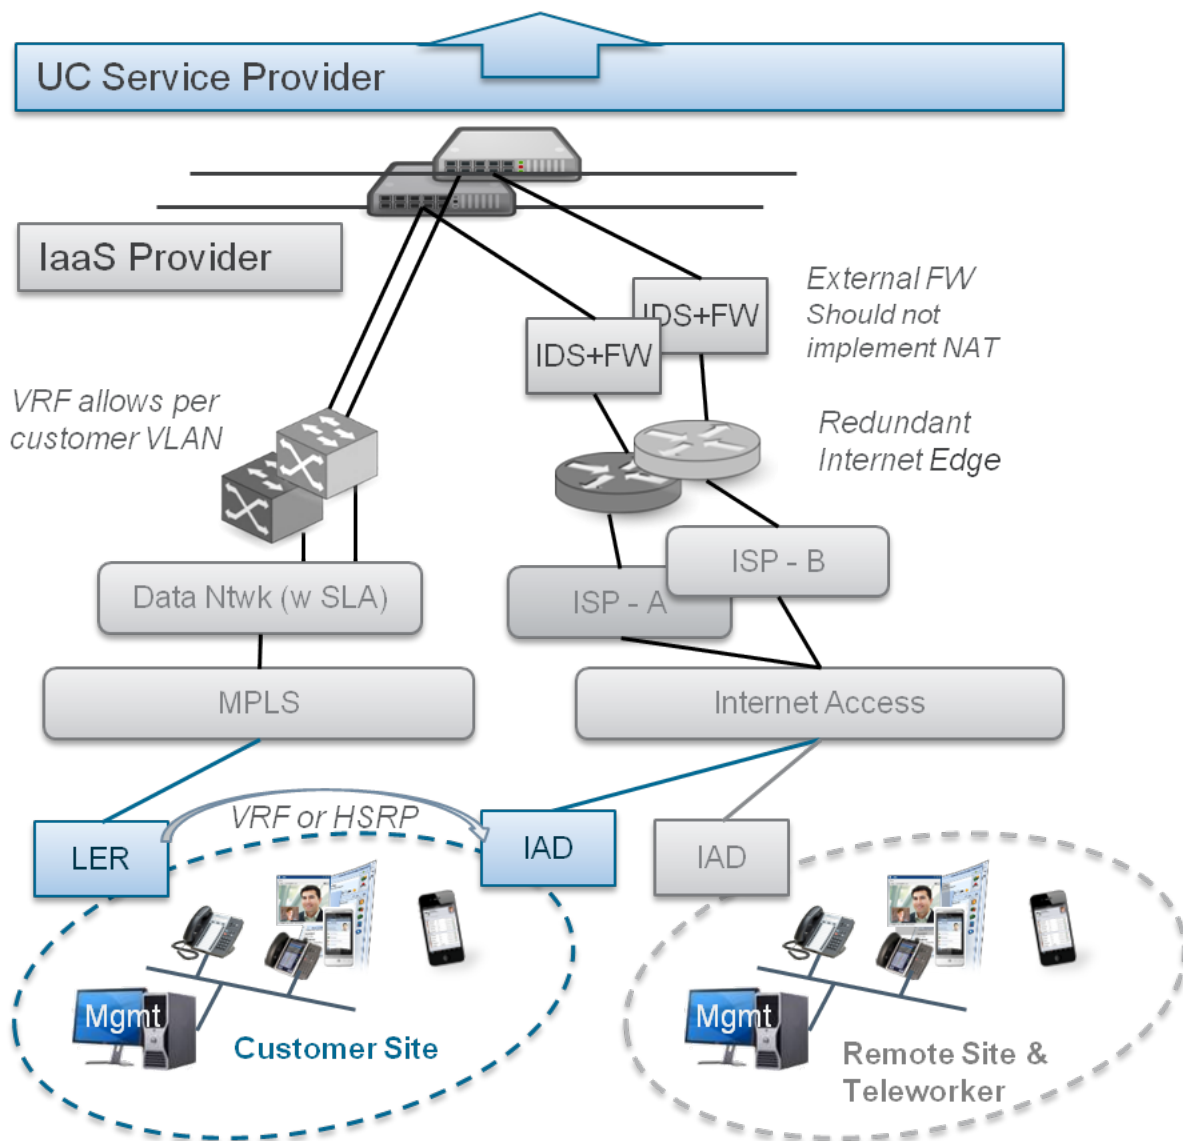 UC Service Provider
IaaS Provider
External FW
Should not
implement NAT
IDS+FW
IDS+FW
VRF allows per
customer VLAN
Redundant
Internet Edge
ISP - B
Data Ntwk (w SLA)
ISP - A
MPLS
Internet Access
VRF or HSRP
LER
IAD
IAD
Mgmt
Customer Site
Mgmt
Remote Site &
Teleworker